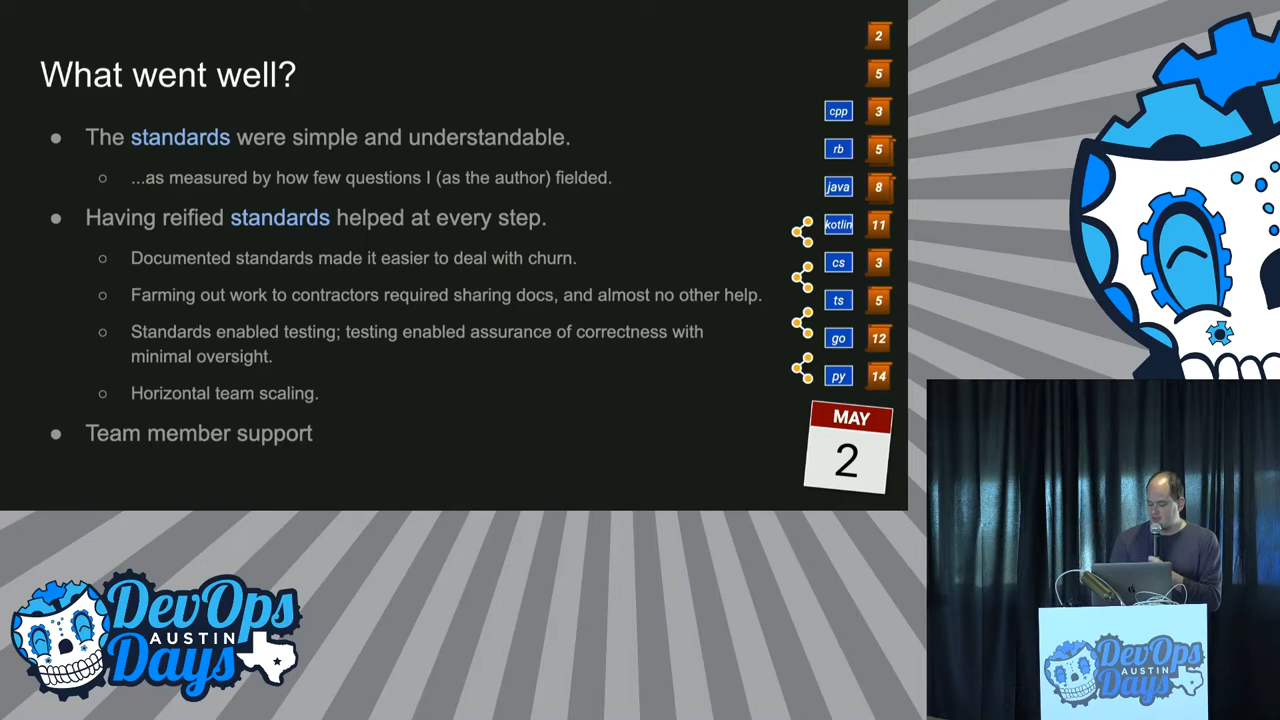 What went well?
● The standards were simple and understandable.
○ ...as measured by how few questions I (as the author) fielded.
● Having reified standards helped at every step.
○ Documented standards made it easier to deal with churn.
○ Farming out work to contractors required sharing docs, and almost no other help.
○ Standards enabled testing; testing enabled assurance of correctness with
minimal oversight.
○ Horizontal team scaling.
● Team member support
2
5
cpp 3
rb 5
java 8
kotlin 11
cs 3
ts 5
go 12
py 14
MAY
2
DevOps
AUSTIN
Days
DevOps
AUSTIN
Days